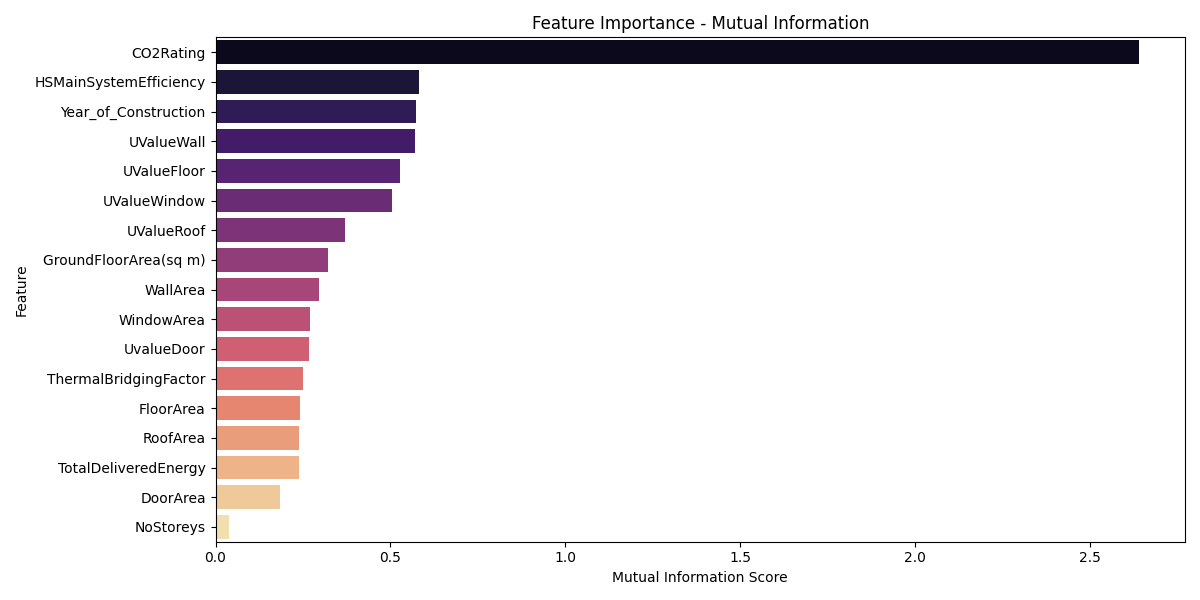 Feature Importance - Mutual Information
Feature
CO2Rating
HSMainSystemEfficiency
Year_of_Construction
UValueWall
UValueFloor
UValueWindow
UValueRoof
GroundFloorArea(sq m)
WallArea
WindowArea
UvalueDoor
ThermalBridgingFactor
FloorArea
RoofArea
TotalDeliveredEnergy
DoorArea
NoStoreys
0.0 0.5 1.0 1.5 2.0 2.5
Mutual Information Score